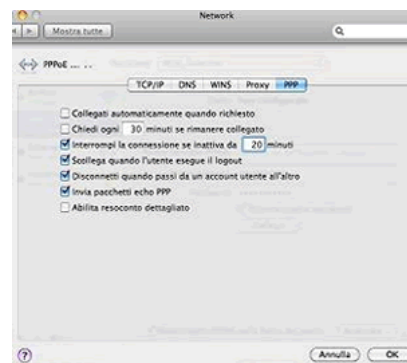 Network
Mostra tutte
PPPoE ... ..
TCP/IP DNS WINS Proxy PPP
Collegati automaticamente quando richiesto
Chiedi ogni 30 minuti se rimanere collegato
Interrompi la connessione se inattiva da 20 minuti
Scollega quando l'utente esegue il logout
Disconnetti quando passi da un account utente all'altro
Invia pacchetti echo PPP
Abilita resoconto dettagliato
? Annulla OK